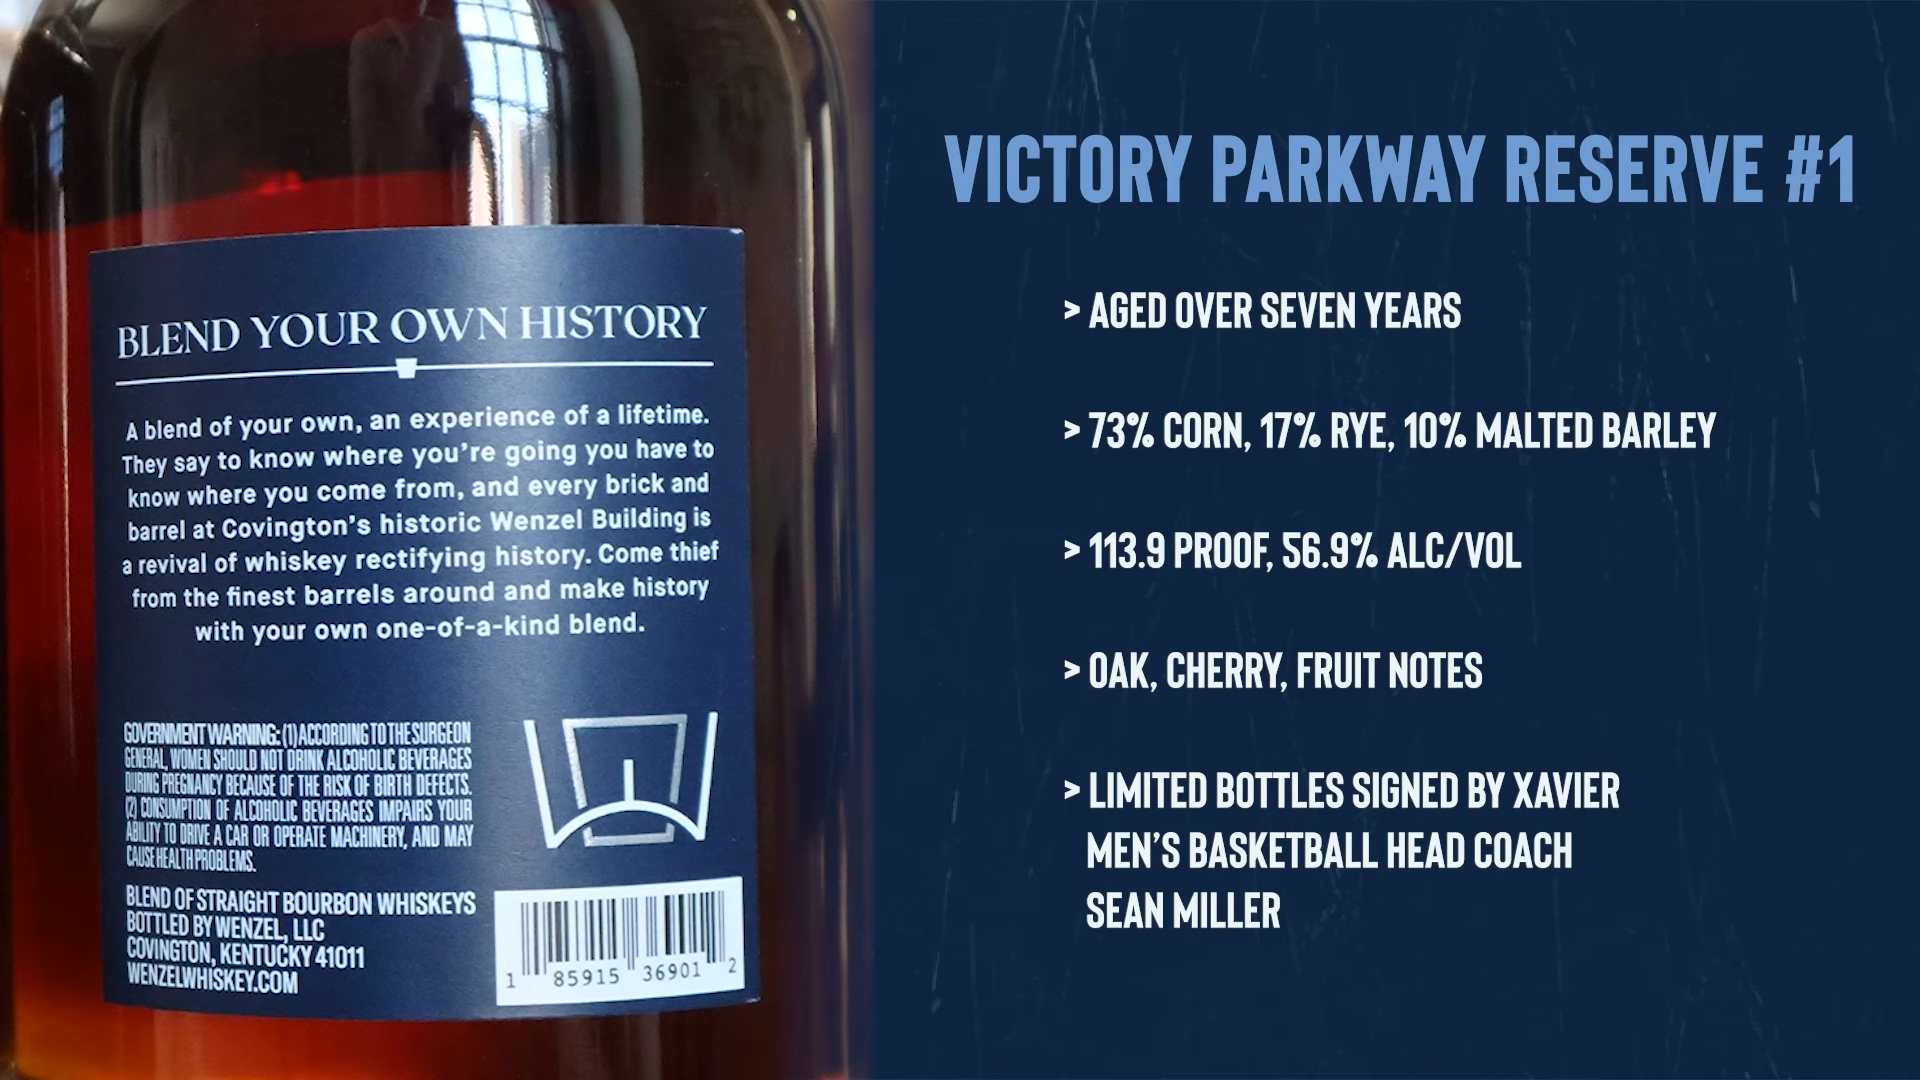 BLEND YOUR OWN HISTORY
A blend of your own, an experience of a lifetime.
They say to know where you're going you have to
know where you come from, and every brick and
barrel at Covington's historic Wenzel Building is
a revival of whiskey rectifying history. Come thief
from the finest barrels around and make history
with your own one-of-a-kind blend.
GOVERNMENT WARNING: (1) ACCORDING TO THE SURGEON
GENERAL, WOMEN SHOULD NOT DRINK ALCOHOLIC BEVERAGES
DURING PREGNANCY BECAUSE OF THE RISK OF BIRTH DEFECTS.
(2) CONSUMPTION OF ALCOHOLIC BEVERAGES IMPAIRS YOUR
ABILITY TO DRIVE A CAR OR OPERATE MACHINERY, AND MAY
CAUSE HEALTH PROBLEMS.
BLEND OF STRAIGHT BOURBON WHISKEYS
BOTTLED BY WENZEL, LLC
COVINGTON, KENTUCKY 41011
WENZELWHISKEY.COM
1 85915 36901 2
VICTORY PARKWAY RESERVE #1
> AGED OVER SEVEN YEARS
> 73% CORN, 17% RYE, 10% MALTED BARLEY
> 113.9 PROOF, 56.9% ALC/VOL
> OAK, CHERRY, FRUIT NOTES
> LIMITED BOTTLES SIGNED BY XAVIER
MEN'S BASKETBALL HEAD COACH
SEAN MILLER